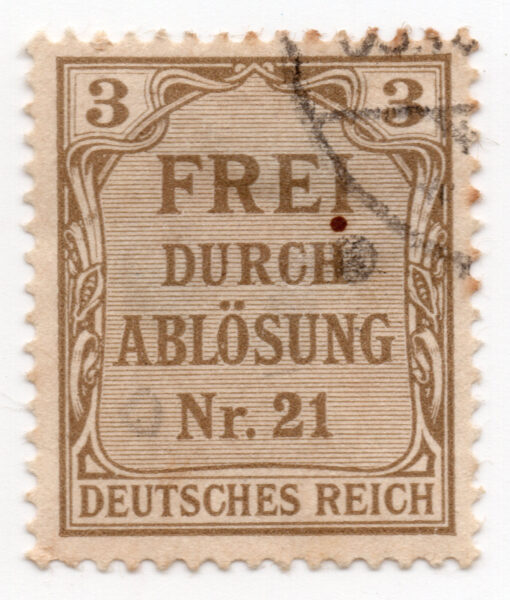 3 3
FREI
DURCH
ABLÖSUNG
Nr. 21
DEUTSCHES REICH